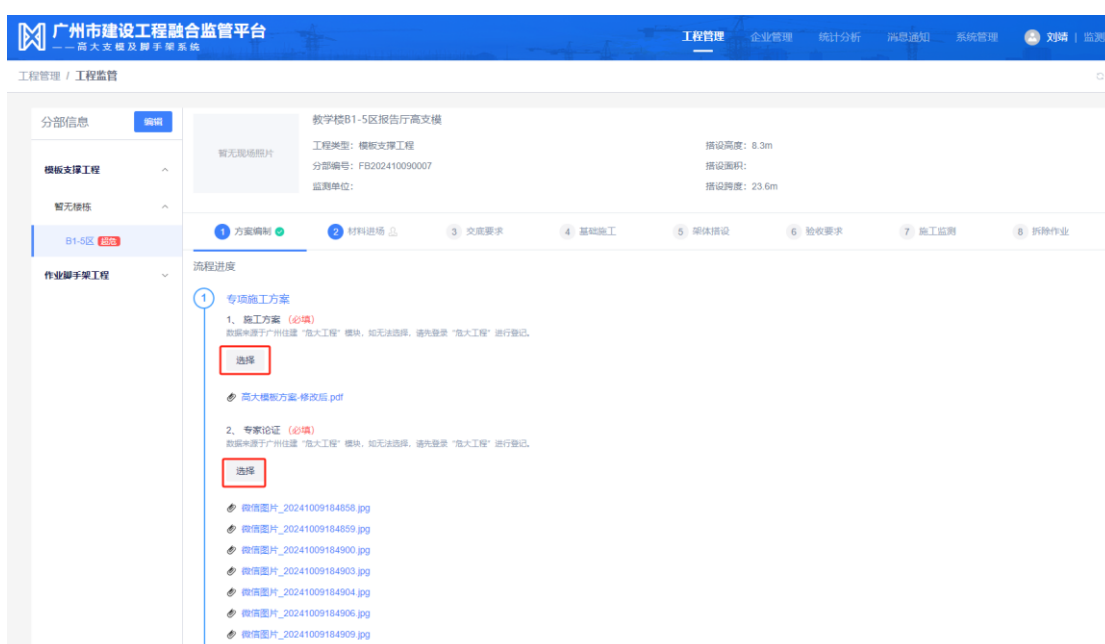 广州市建设工程融合监管平台
——高大支模及脚手架系统
工程管理 企业管理 统计分析 消息通知 系统管理 刘靖 | 监测
工程管理 / 工程监管
分部信息 编辑
模板支撑工程
暂无楼栋
B1-5区
作业脚手架工程
暂无现场照片
教学楼B1-5区报告厅高支模
工程类型：模板支撑工程 搭设高度：8.3m
分部编号：FB202410090007 搭设面积：
监测单位： 搭设跨度：23.6m
1 方案编制 2 材料进场 3 交底要求 4 基础施工 5 架体搭设 6 验收要求 7 施工监测 8 拆除作业
流程进度
1 专项施工方案
1、 施工方案 （必填）
数据来源于广州住建“危大工程”模块，如无法选择，请先登录“危大工程”进行登记。
选择
高大模板方案-修改后.pdf
2、 专家论证 （必填）
数据来源于广州住建“危大工程”模块，如无法选择，请先登录“危大工程”进行登记。
选择
微信图片_20241009184858.jpg
微信图片_20241009184859.jpg
微信图片_20241009184900.jpg
微信图片_20241009184903.jpg
微信图片_20241009184904.jpg
微信图片_20241009184906.jpg
微信图片_20241009184909.jpg